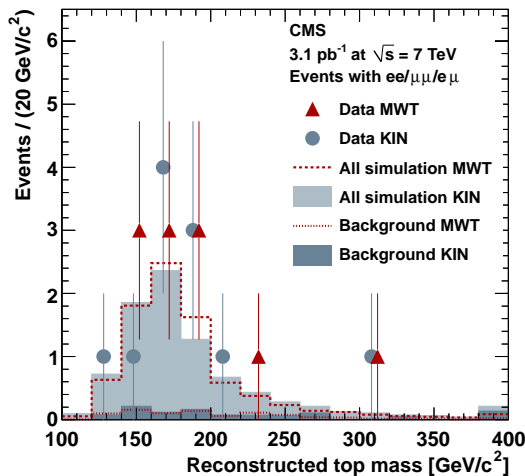 CMS
3.1 pb⁻¹ at √s = 7 TeV
Events with ee/μμ/eμ
Data MWT
Data KIN
All simulation MWT
All simulation KIN
Background MWT
Background KIN
Events / (20 GeV/c²)
6
5
4
3
2
1
0
100 150 200 250 300 350 400
Reconstructed top mass [GeV/c²]